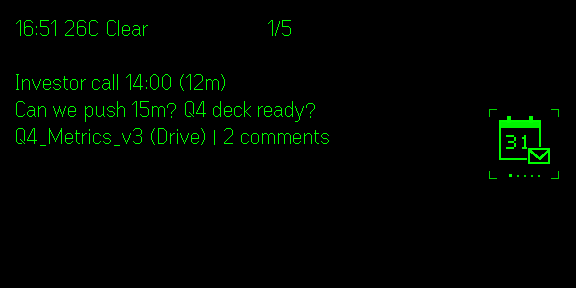 16:51 26C Clear 1/5
Investor call 14:00 (12m)
Can we push 15m? Q4 deck ready?
Q4_Metrics_v3 (Drive) | 2 comments
31